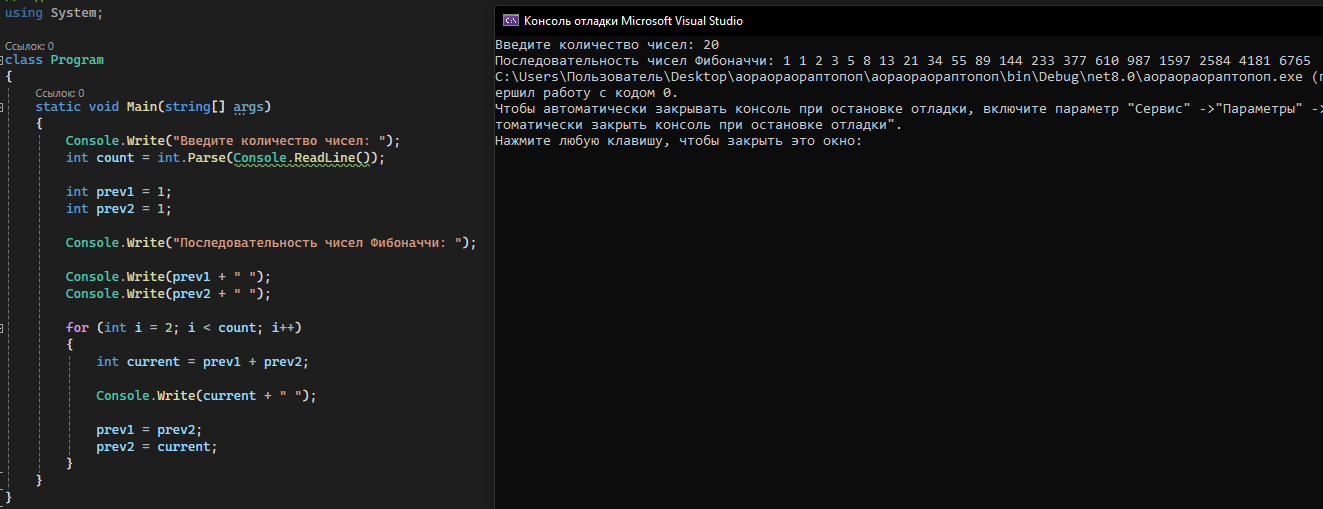 using System;
Ссылок: 0
class Program
{
Ссылок: 0
static void Main(string[] args)
{
Console.Write("Введите количество чисел: ");
int count = int.Parse(Console.ReadLine());
int prev1 = 1;
int prev2 = 1;
Console.Write("Последовательность чисел Фибоначчи: ");
Console.Write(prev1 + " ");
Console.Write(prev2 + " ");
for (int i = 2; i < count; i++)
{
int current = prev1 + prev2;
Console.Write(current + " ");
prev1 = prev2;
prev2 = current;
}
}
}
Консоль отладки Microsoft Visual Studio
Введите количество чисел: 20
Последовательность чисел Фибоначчи: 1 1 2 3 5 8 13 21 34 55 89 144 233 377 610 987 1597 2584 4181 6765
C:\Users\Пользователь\Desktop\аораораораптопоп\аораораораптопоп\bin\Debug\net8.0\аораораораптопоп.exe (п
ершил работу с кодом 0.
Чтобы автоматически закрывать консоль при остановке отладки, включите параметр "Сервис" ->"Параметры" ->
томатически закрыть консоль при остановке отладки".
Нажмите любую клавишу, чтобы закрыть это окно: